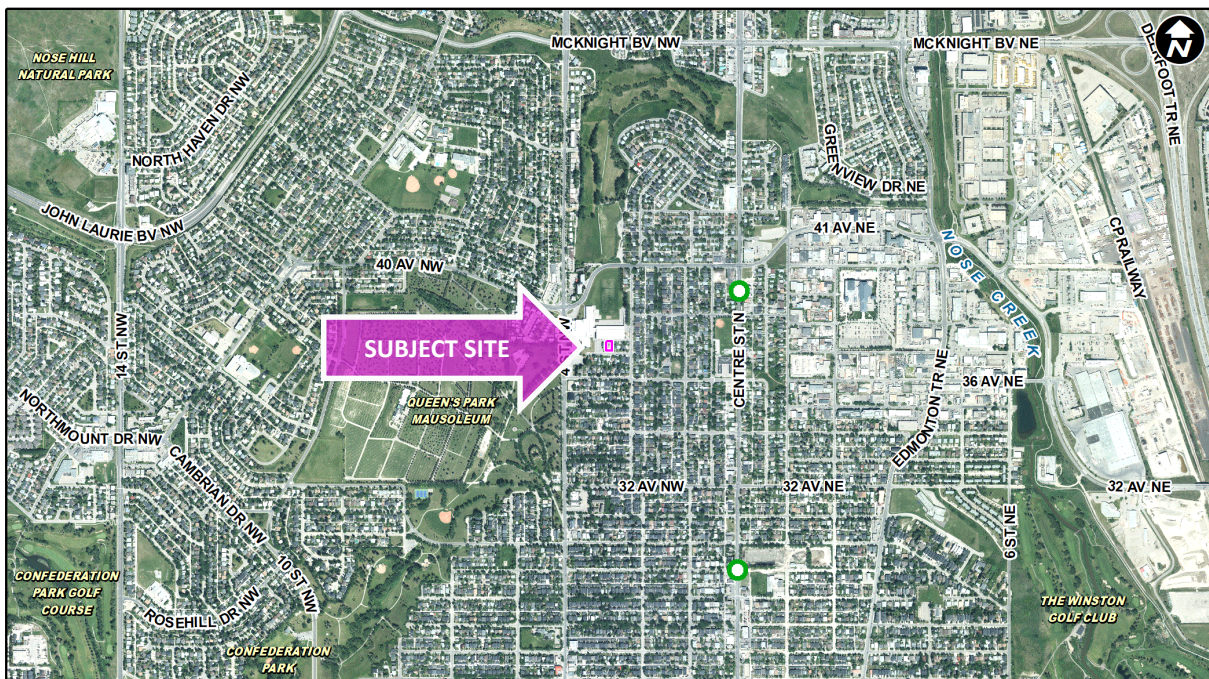 MCKNIGHT BV NW
MCKNIGHT BV NE
N
DEERFOOT TR NE
NOSE HILL
NATURAL PARK
NORTH HAVEN DR NW
GREENVIEW DR NE
JOHN LAURIE BV NW
41 AV NE
CPRAILWAY
40 AV NW
NOSE CREEK
14 ST NW
SUBJECT SITE
CENTRE ST N
36 AV NE
QUEEN'S PARK
MAUSOLEUM
EDMONTON TR NE
NORTHMOUNT DR NW
CAMBRIAN DR NW
32 AV NW
32 AV NE
32 AV NE
6 ST NE
10 ST NW
CONFEDERATION
PARK GOLF
COURSE
ROSEHILL DR NW
THE WINSTON
GOLF CLUB
CONFEDERATION
PARK